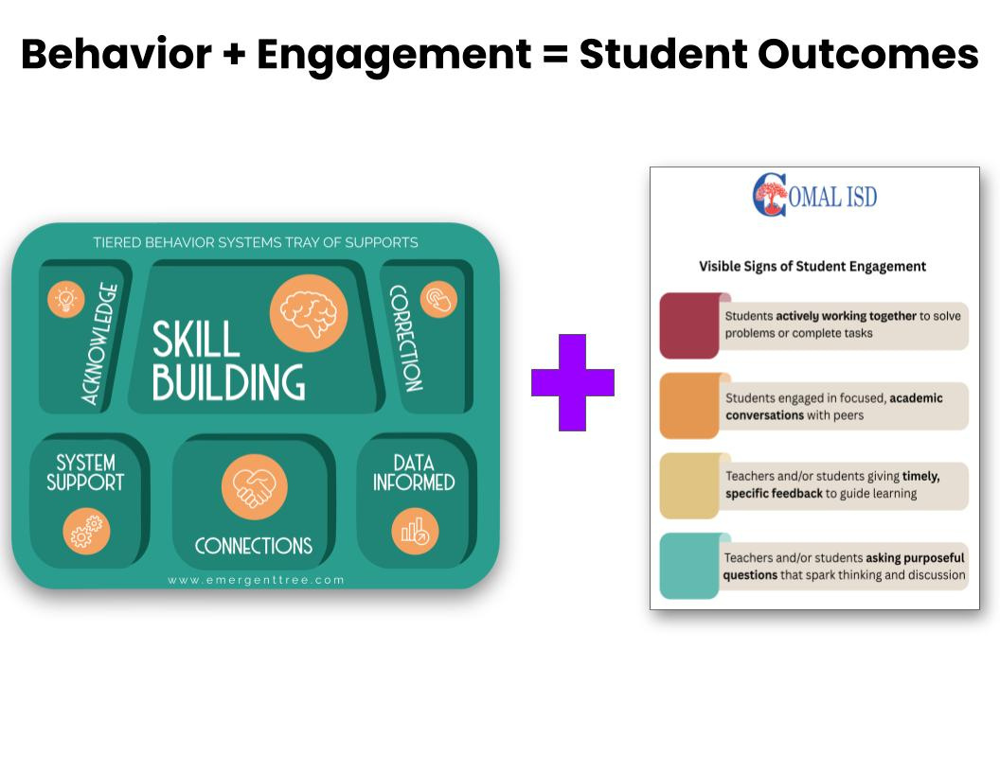 Behavior + Engagement = Student Outcomes
TIERED BEHAVIOR SYSTEMS TRAY OF SUPPORTS
ACKNOWLEDGE
SKILL
BUILDING
CORRECTION
SYSTEM
SUPPORT
CONNECTIONS
DATA
INFORMED
www.emergenttree.com
COMAL ISD
Visible Signs of Student Engagement
Students actively working together to solve
problems or complete tasks
Students engaged in focused, academic
conversations with peers
Teachers and/or students giving timely,
specific feedback to guide learning
Teachers and/or students asking purposeful
questions that spark thinking and discussion